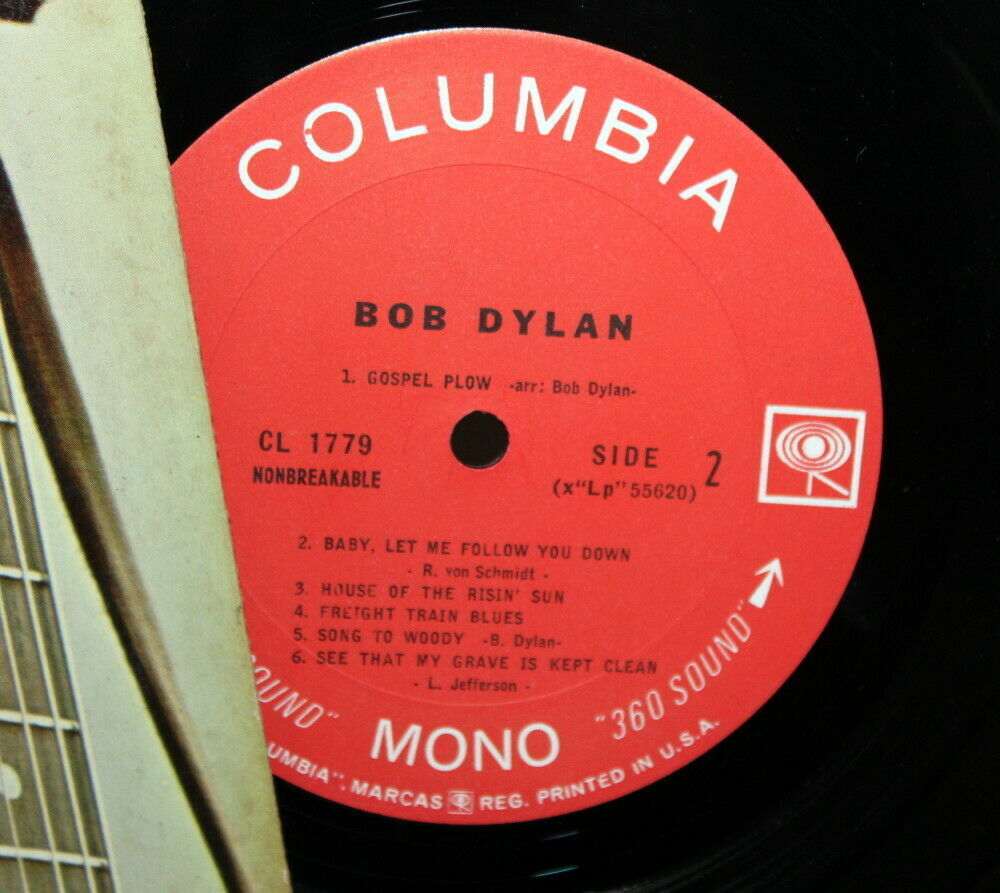 COLUMBIA
BOB DYLAN
1. GOSPEL PLOW -arr: Bob Dylan-
CL 1779
NONBREAKABLE
SIDE 2
(x"Lp" 55620)
2. BABY, LET ME FOLLOW YOU DOWN
- R. von Schmidt -
3. HOUSE OF THE RISIN' SUN
4. FREIGHT TRAIN BLUES
5. SONG TO WOODY -B. Dylan-
6. SEE THAT MY GRAVE IS KEPT CLEAN
- L. Jefferson -
OUND" MONO "360 SOUND"
UMBIA", MARCAS REG. PRINTED IN U.S.A.